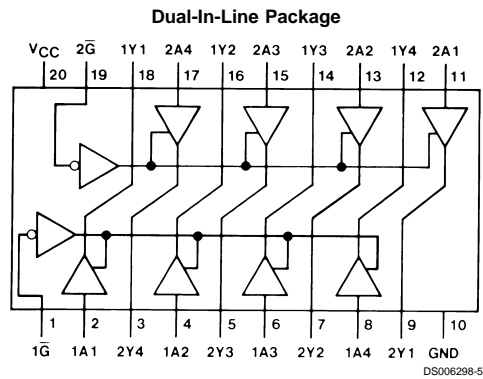 Dual-In-Line Package
VCC 2G̅ 1Y1 2A4 1Y2 2A3 1Y3 2A2 1Y4 2A1
20 19 18 17 16 15 14 13 12 11
1 2 3 4 5 6 7 8 9 10
1G̅ 1A1 2Y4 1A2 2Y3 1A3 2Y2 1A4 2Y1 GND
DS006298-5